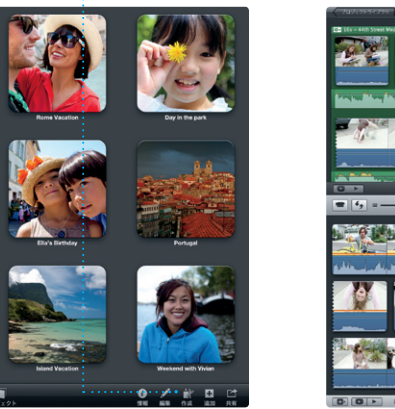 Rome Vacation
Day in the park
Ella's Birthday
Portugal
Island Vacation
Weekend with Vivian
情報 編集 作成 追加 共有